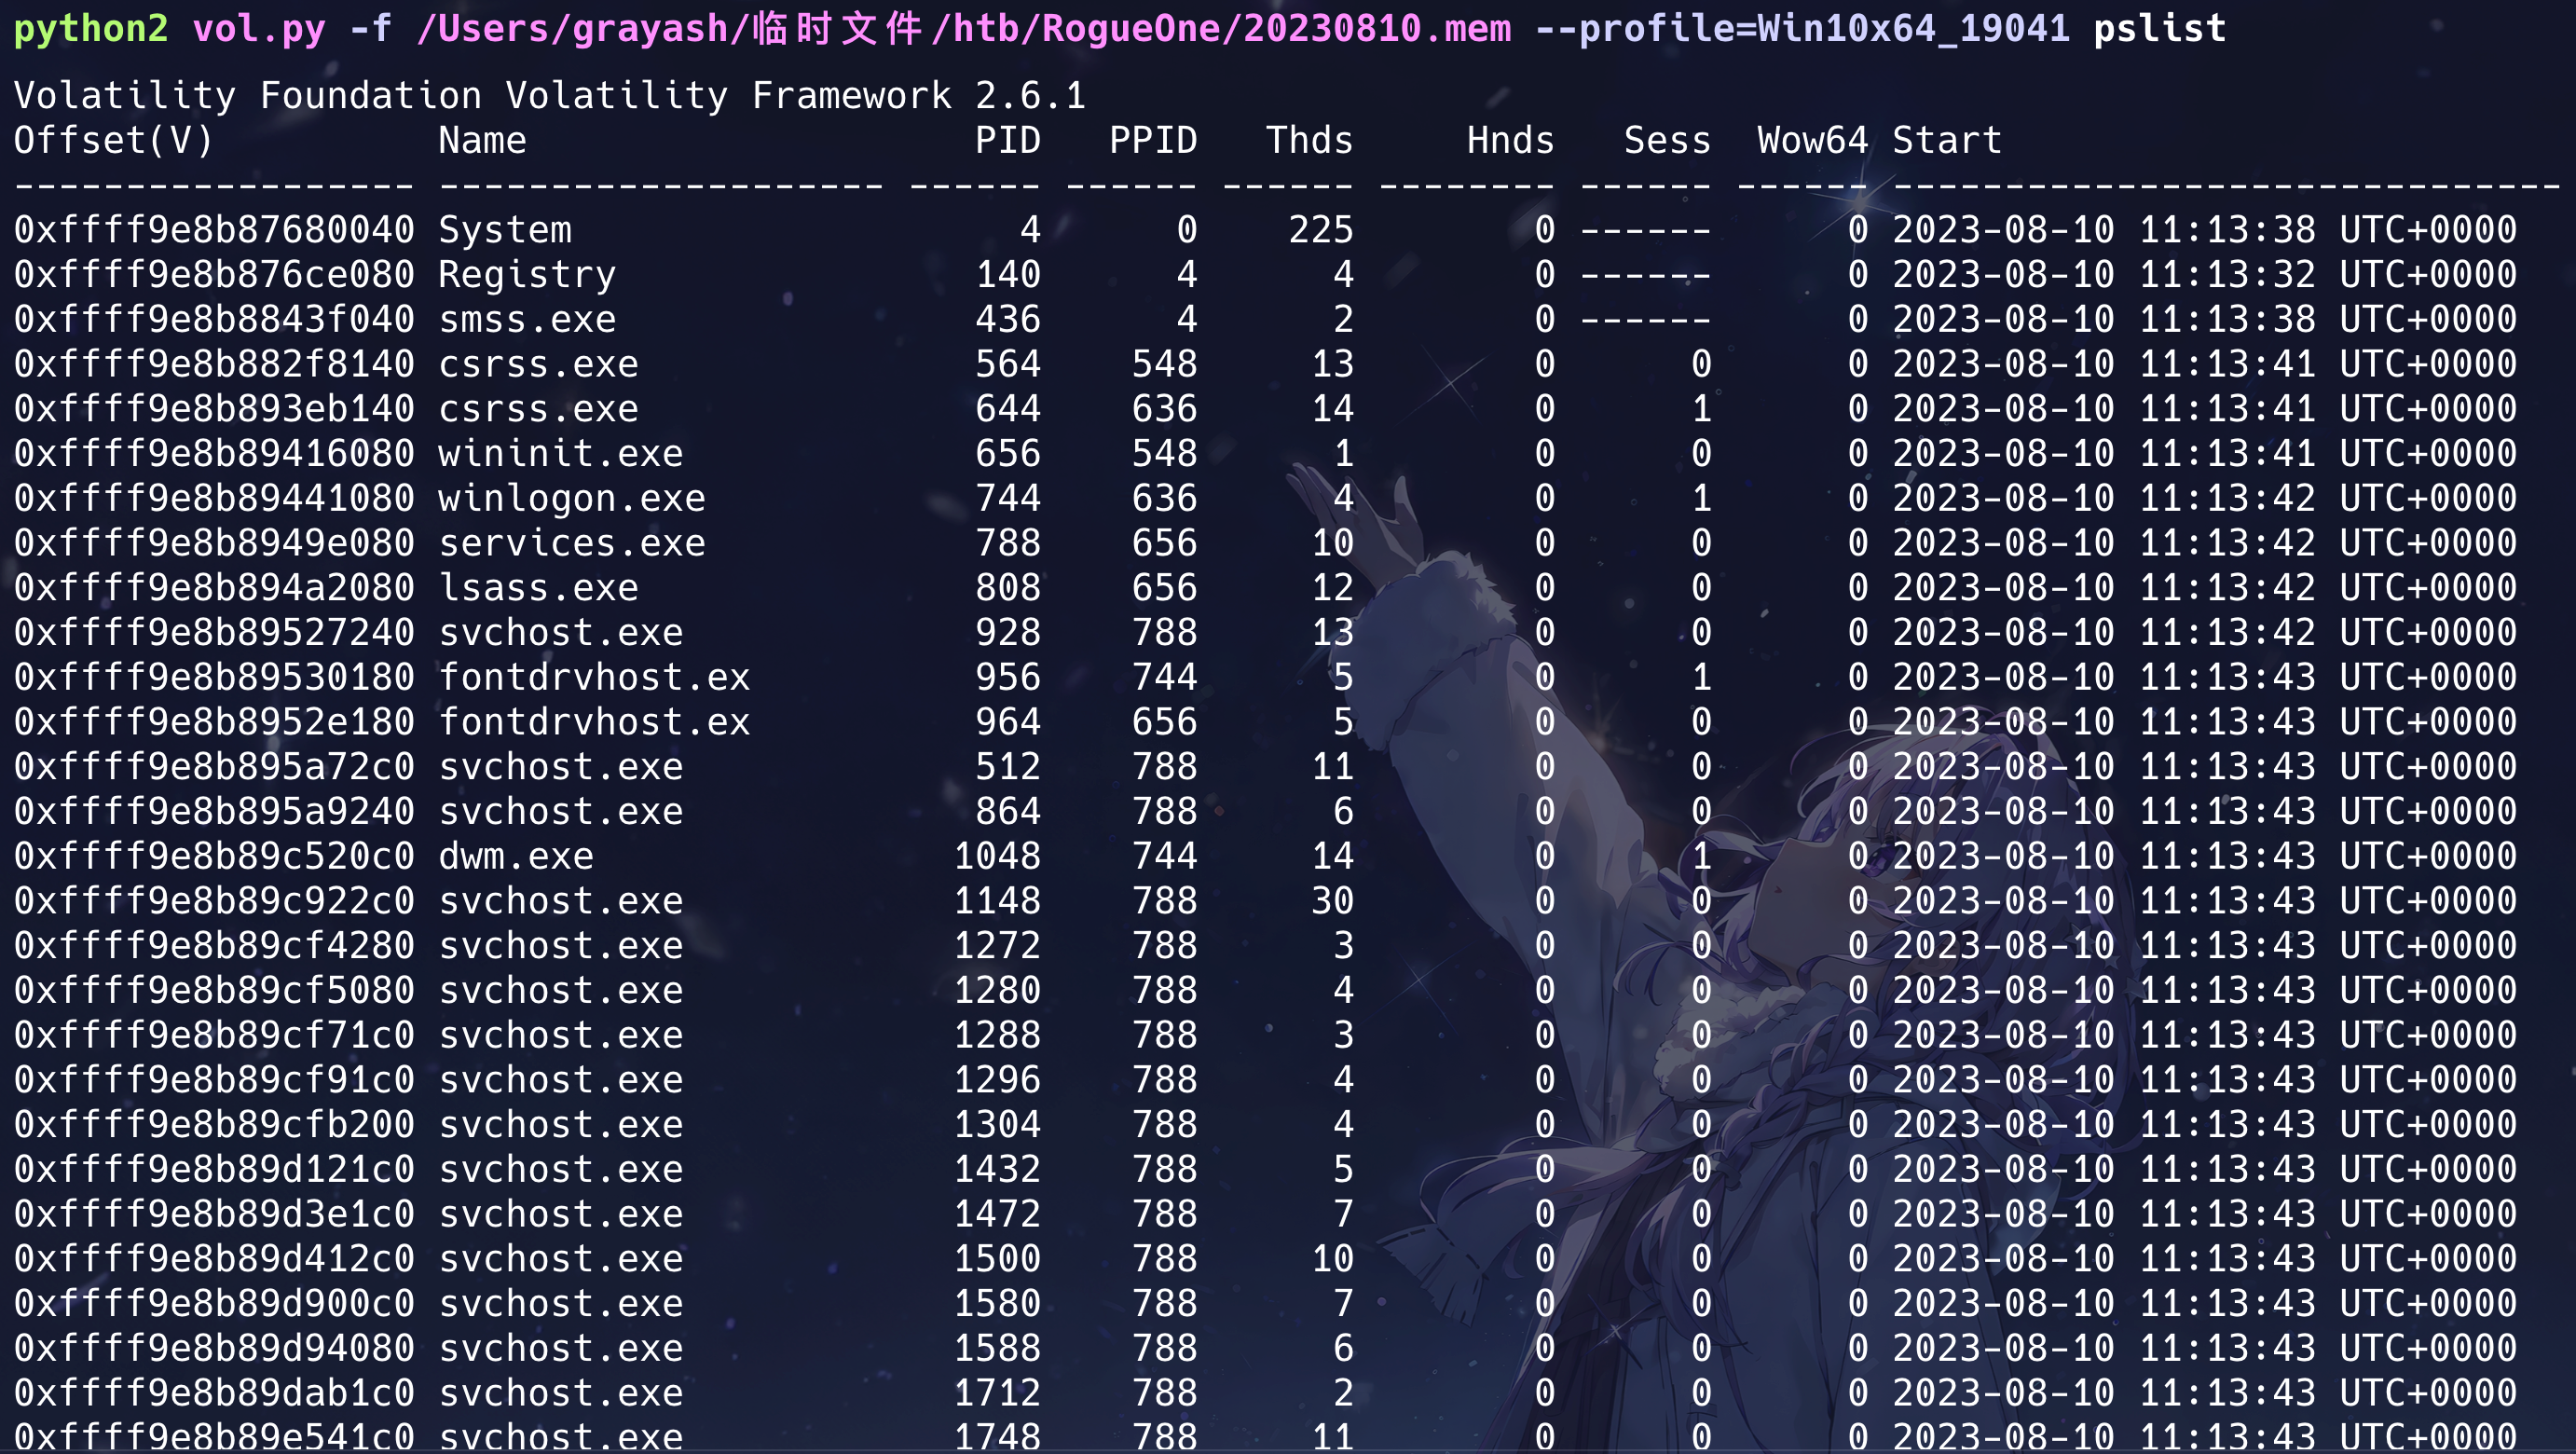 python2 vol.py -f /Users/grayash/临时文件/htb/RogueOne/20230810.mem --profile=Win10x64_19041 pslist
Volatility Foundation Volatility Framework 2.6.1
Offset(V) Name PID PPID Thds Hnds Sess Wow64 Start
------------------ -------------------- ------ ------ ------ -------- ------ ------ ------------------------------
0xffff9e8b87680040 System 4 0 225 0 ------ 0 2023-08-10 11:13:38 UTC+0000
0xffff9e8b876ce080 Registry 140 4 4 0 ------ 0 2023-08-10 11:13:32 UTC+0000
0xffff9e8b8843f040 smss.exe 436 4 2 0 ------ 0 2023-08-10 11:13:38 UTC+0000
0xffff9e8b882f8140 csrss.exe 564 548 13 0 0 0 2023-08-10 11:13:41 UTC+0000
0xffff9e8b893eb140 csrss.exe 644 636 14 0 1 0 2023-08-10 11:13:41 UTC+0000
0xffff9e8b89416080 wininit.exe 656 548 1 0 0 0 2023-08-10 11:13:41 UTC+0000
0xffff9e8b89441080 winlogon.exe 744 636 4 0 1 0 2023-08-10 11:13:42 UTC+0000
0xffff9e8b8949e080 services.exe 788 656 10 0 0 0 2023-08-10 11:13:42 UTC+0000
0xffff9e8b894a2080 lsass.exe 808 656 12 0 0 0 2023-08-10 11:13:42 UTC+0000
0xffff9e8b89527240 svchost.exe 928 788 13 0 0 0 2023-08-10 11:13:42 UTC+0000
0xffff9e8b89530180 fontdrvhost.ex 956 744 5 0 1 0 2023-08-10 11:13:43 UTC+0000
0xffff9e8b8952e180 fontdrvhost.ex 964 656 5 0 0 0 2023-08-10 11:13:43 UTC+0000
0xffff9e8b895a72c0 svchost.exe 512 788 11 0 0 0 2023-08-10 11:13:43 UTC+0000
0xffff9e8b895a9240 svchost.exe 864 788 6 0 0 0 2023-08-10 11:13:43 UTC+0000
0xffff9e8b89c520c0 dwm.exe 1048 744 14 0 1 0 2023-08-10 11:13:43 UTC+0000
0xffff9e8b89c922c0 svchost.exe 1148 788 30 0 0 0 2023-08-10 11:13:43 UTC+0000
0xffff9e8b89cf4280 svchost.exe 1272 788 3 0 0 0 2023-08-10 11:13:43 UTC+0000
0xffff9e8b89cf5080 svchost.exe 1280 788 4 0 0 0 2023-08-10 11:13:43 UTC+0000
0xffff9e8b89cf71c0 svchost.exe 1288 788 3 0 0 0 2023-08-10 11:13:43 UTC+0000
0xffff9e8b89cf91c0 svchost.exe 1296 788 4 0 0 0 2023-08-10 11:13:43 UTC+0000
0xffff9e8b89cfb200 svchost.exe 1304 788 4 0 0 0 2023-08-10 11:13:43 UTC+0000
0xffff9e8b89d121c0 svchost.exe 1432 788 5 0 0 0 2023-08-10 11:13:43 UTC+0000
0xffff9e8b89d3e1c0 svchost.exe 1472 788 7 0 0 0 2023-08-10 11:13:43 UTC+0000
0xffff9e8b89d412c0 svchost.exe 1500 788 10 0 0 0 2023-08-10 11:13:43 UTC+0000
0xffff9e8b89d900c0 svchost.exe 1580 788 7 0 0 0 2023-08-10 11:13:43 UTC+0000
0xffff9e8b89d94080 svchost.exe 1588 788 6 0 0 0 2023-08-10 11:13:43 UTC+0000
0xffff9e8b89dab1c0 svchost.exe 1712 788 2 0 0 0 2023-08-10 11:13:43 UTC+0000
0xffff9e8b89e541c0 svchost.exe 1748 788 11 0 0 0 2023-08-10 11:13:43 UTC+0000